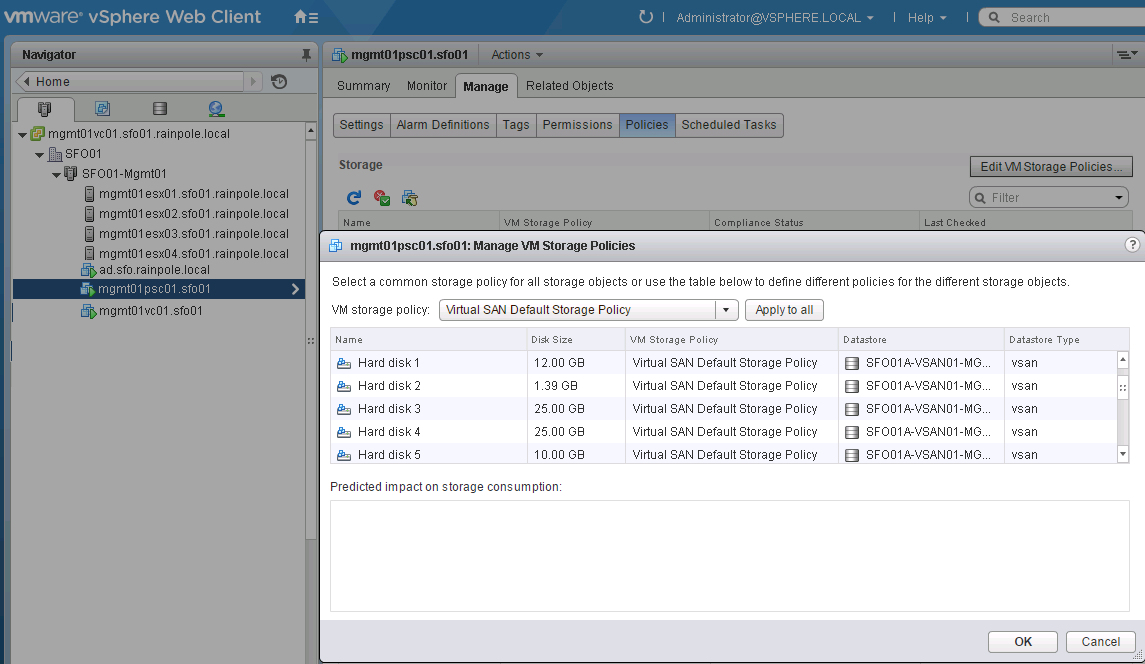 vmware® vSphere Web Client Administrator@VSPHERE.LOCAL Help Search
Navigator
Home
mgmt01vc01.sfo01.rainpole.local
SFO01
SFO01-Mgmt01
mgmt01esx01.sfo01.rainpole.local
mgmt01esx02.sfo01.rainpole.local
mgmt01esx03.sfo01.rainpole.local
mgmt01esx04.sfo01.rainpole.local
ad.sfo.rainpole.local
mgmt01psc01.sfo01
mgmt01vc01.sfo01
mgmt01psc01.sfo01 Actions
Summary Monitor Manage Related Objects
Settings Alarm Definitions Tags Permissions Policies Scheduled Tasks
Storage
Edit VM Storage Policies...
Filter
Name VM Storage Policy Compliance Status Last Checked
mgmt01psc01.sfo01: Manage VM Storage Policies ?
Select a common storage policy for all storage objects or use the table below to define different policies for the different storage objects.
VM storage policy: Virtual SAN Default Storage Policy Apply to all
Name Disk Size VM Storage Policy Datastore Datastore Type
Hard disk 1 12.00 GB Virtual SAN Default Storage Policy SFO01A-VSAN01-MG... vsan
Hard disk 2 1.39 GB Virtual SAN Default Storage Policy SFO01A-VSAN01-MG... vsan
Hard disk 3 25.00 GB Virtual SAN Default Storage Policy SFO01A-VSAN01-MG... vsan
Hard disk 4 25.00 GB Virtual SAN Default Storage Policy SFO01A-VSAN01-MG... vsan
Hard disk 5 10.00 GB Virtual SAN Default Storage Policy SFO01A-VSAN01-MG... vsan
Predicted impact on storage consumption:
OK Cancel